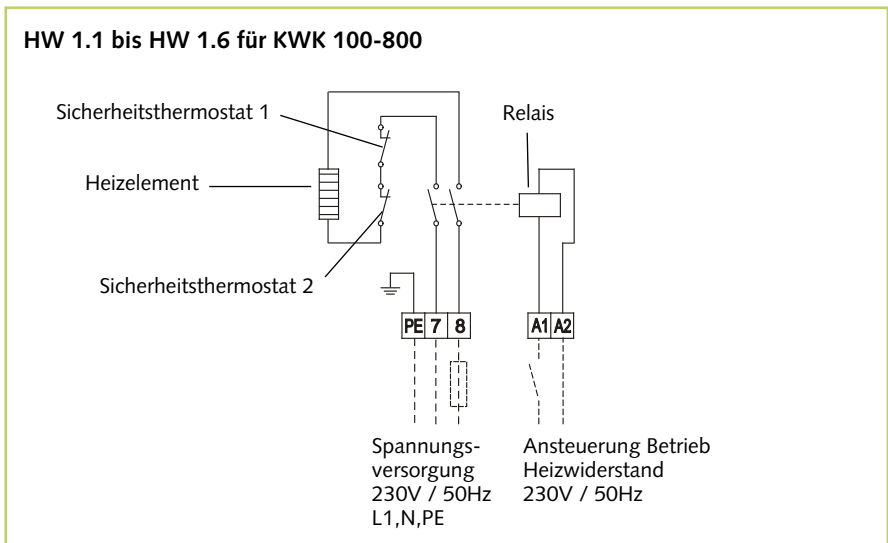 HW 1.1 bis HW 1.6 für KWK 100-800
Sicherheitsthermostat 1
Relais
Heizelement
Sicherheitsthermostat 2
PE 7 8
A1 A2
Spannungs-
versorgung
230V / 50Hz
L1,N,PE
Ansteuerung Betrieb
Heizwiderstand
230V / 50Hz